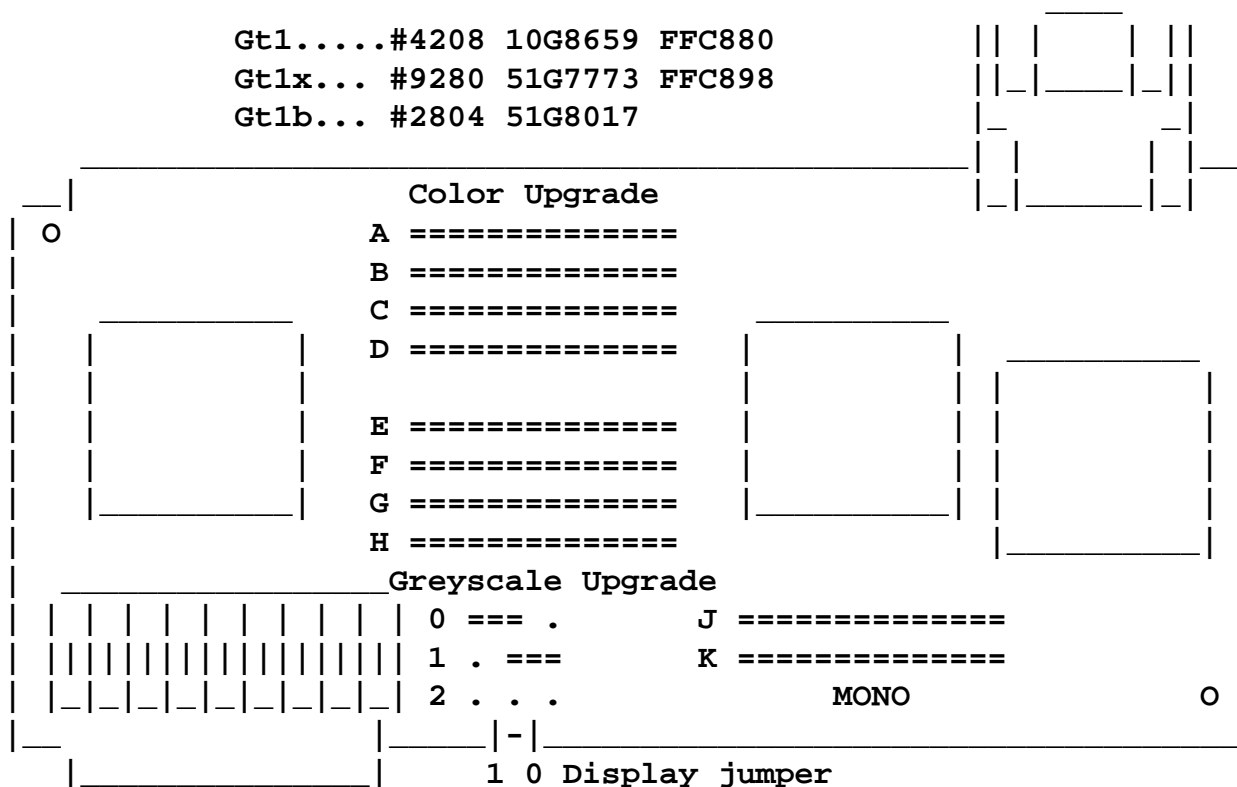 Gt1.....#4208 10G8659 FFC880
Gt1x... #9280 51G7773 FFC898
Gt1b... #2804 51G8017
Color Upgrade
O
A ==============
B ==============
C ==============
D ==============
E ==============
F ==============
G ==============
H ==============
Greyscale Upgrade
0 === . J ==============
1 . === K ==============
2 . . . MONO O
1 0 Display jumper